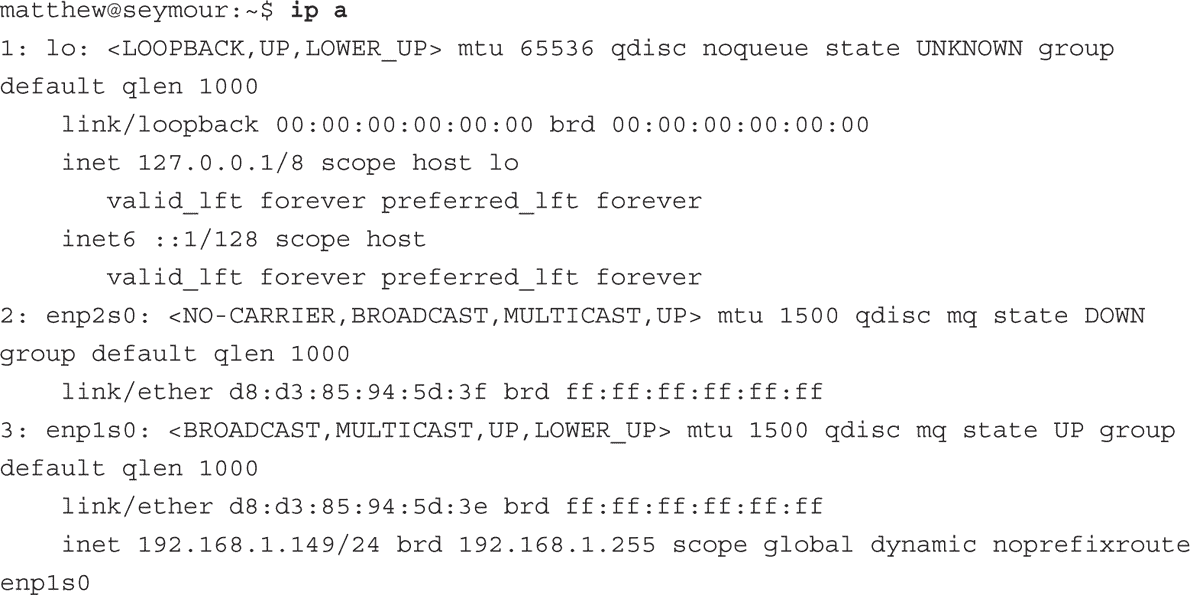 matthew@seymour:~$ ip a
1: lo: <LOOPBACK,UP,LOWER_UP> mtu 65536 qdisc noqueue state UNKNOWN group
default qlen 1000
    link/loopback 00:00:00:00:00:00 brd 00:00:00:00:00:00
    inet 127.0.0.1/8 scope host lo
       valid_lft forever preferred_lft forever
    inet6 ::1/128 scope host
       valid_lft forever preferred_lft forever
2: enp2s0: <NO-CARRIER,BROADCAST,MULTICAST,UP> mtu 1500 qdisc mq state DOWN
group default qlen 1000
    link/ether d8:d3:85:94:5d:3f brd ff:ff:ff:ff:ff:ff
3: enp1s0: <BROADCAST,MULTICAST,UP,LOWER_UP> mtu 1500 qdisc mq state UP group
default qlen 1000
    link/ether d8:d3:85:94:5d:3e brd ff:ff:ff:ff:ff:ff
    inet 192.168.1.149/24 brd 192.168.1.255 scope global dynamic noprefixroute
enp1s0